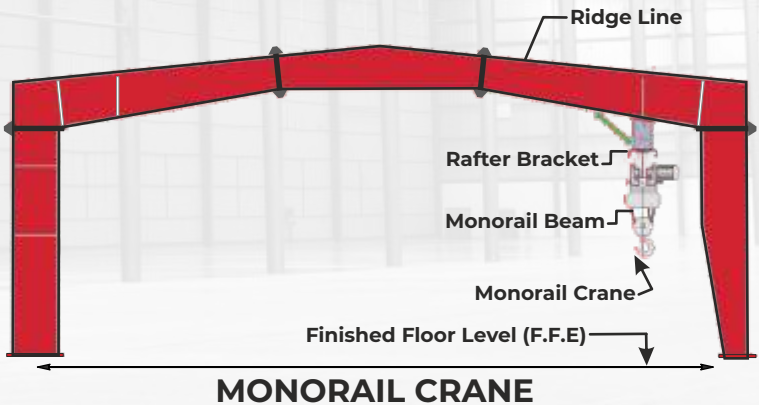 Ridge Line
Rafter Bracket
Monorail Beam
Monorail Crane
Finished Floor Level (F.F.E)
MONORAIL CRANE